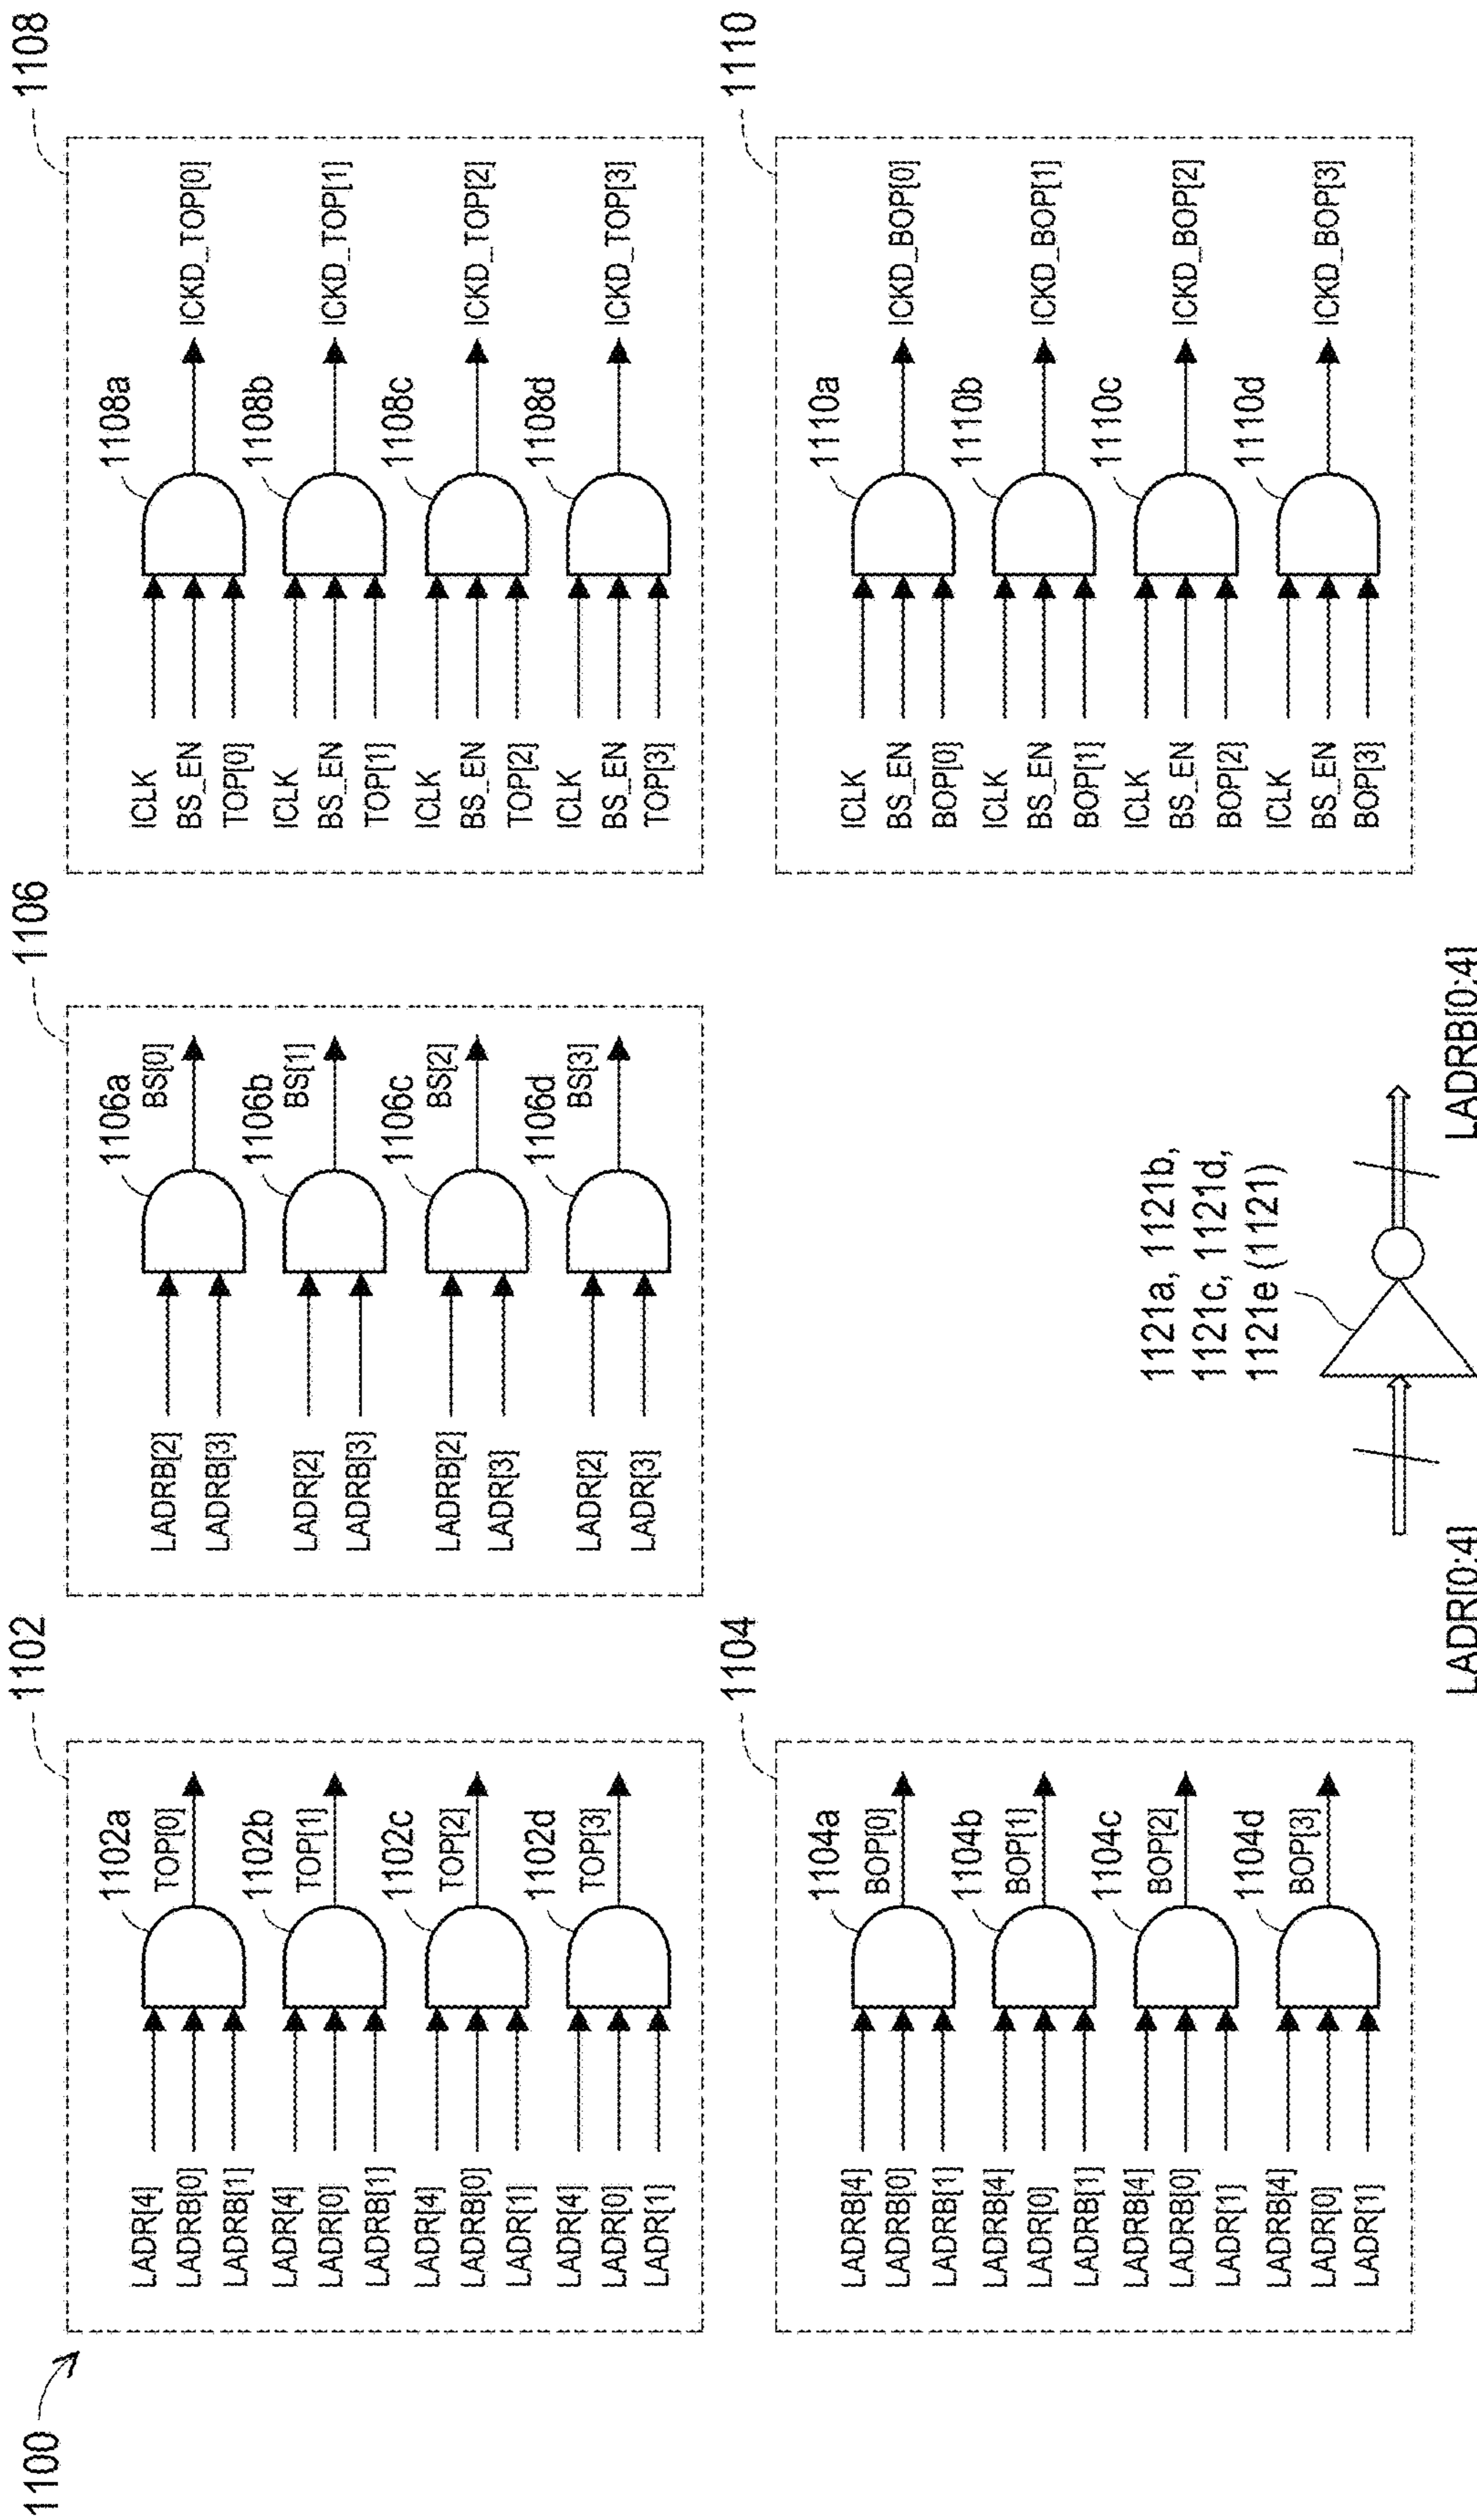 1100
1102
LADR[4]
LADRB[0]
LADRB[1]
1102a
TOP[0]
LADR[4]
LADR[0]
LADRB[1]
1102b
TOP[1]
LADR[4]
LADRB[0]
LADR[1]
1102c
TOP[2]
LADR[4]
LADR[0]
LADR[1]
1102d
TOP[3]
1106
LADRB[2]
LADRB[3]
1106a
BS[0]
LADR[2]
LADRB[3]
1106b
BS[1]
LADRB[2]
LADR[3]
1106c
BS[2]
LADR[2]
LADR[3]
1106d
BS[3]
1108
ICLK
BS_EN
TOP[0]
1108a
ICKD_TOP[0]
ICLK
BS_EN
TOP[1]
1108b
ICKD_TOP[1]
ICLK
BS_EN
TOP[2]
1108c
ICKD_TOP[2]
ICLK
BS_EN
TOP[3]
1108d
ICKD_TOP[3]
1104
LADRB[4]
LADRB[0]
LADRB[1]
1104a
BOP[0]
LADRB[4]
LADR[0]
LADRB[1]
1104b
BOP[1]
LADRB[4]
LADRB[0]
LADR[1]
1104c
BOP[2]
LADRB[4]
LADR[0]
LADR[1]
1104d
BOP[3]
1110
ICLK
BS_EN
BOP[0]
1110a
ICKD_BOP[0]
ICLK
BS_EN
BOP[1]
1110b
ICKD_BOP[1]
ICLK
BS_EN
BOP[2]
1110c
ICKD_BOP[2]
ICLK
BS_EN
BOP[3]
1110d
ICKD_BOP[3]
1121a, 1121b,
1121c, 1121d,
1121e (1121)
LADR[0:4]
LADRB[0:4]